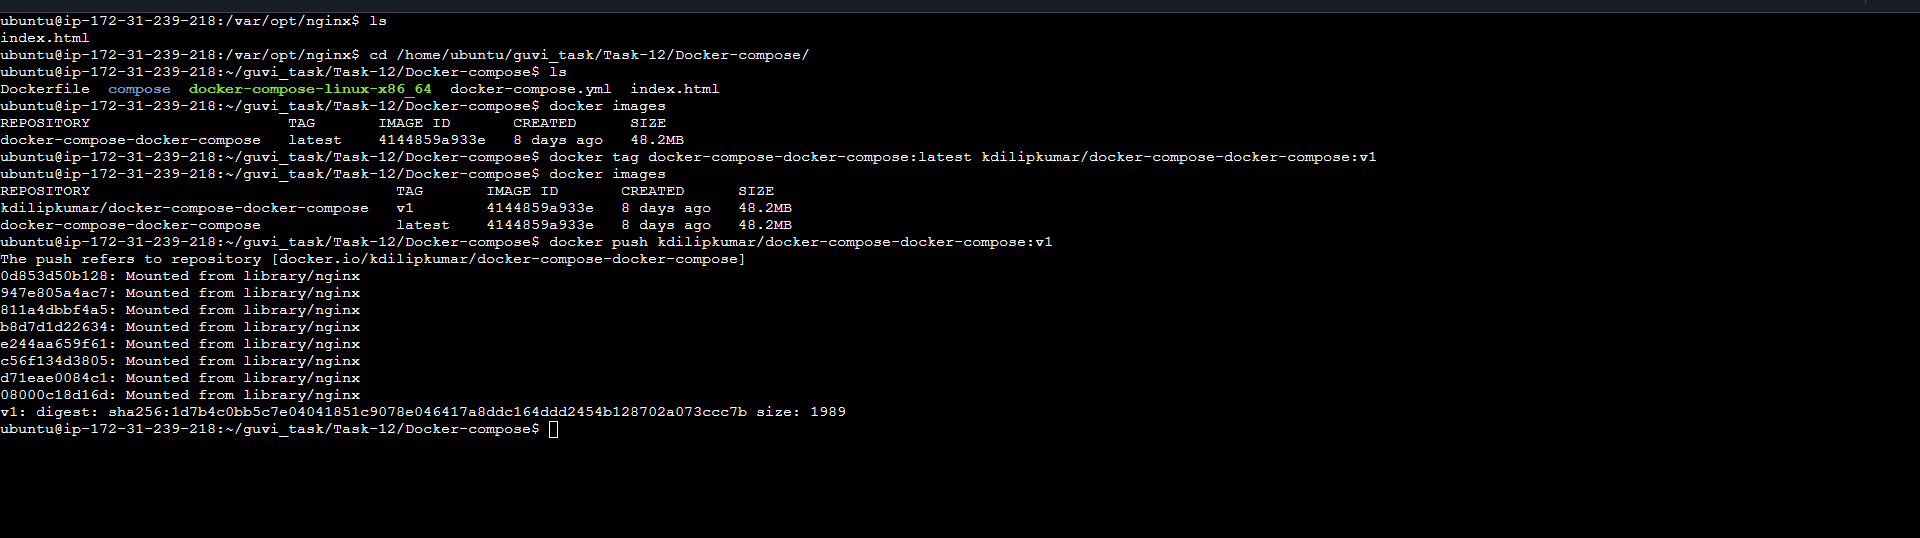 ubuntu@ip-172-31-239-218:/var/opt/nginx$ ls
index.html
ubuntu@ip-172-31-239-218:/var/opt/nginx$ cd /home/ubuntu/guvi_task/Task-12/Docker-compose/
ubuntu@ip-172-31-239-218:~/guvi_task/Task-12/Docker-compose$ ls
Dockerfile  compose  docker-compose-linux-x86_64  docker-compose.yml  index.html
ubuntu@ip-172-31-239-218:~/guvi_task/Task-12/Docker-compose$ docker images
REPOSITORY                      TAG       IMAGE ID       CREATED      SIZE
docker-compose-docker-compose   latest    4144859a933e   8 days ago   48.2MB
ubuntu@ip-172-31-239-218:~/guvi_task/Task-12/Docker-compose$ docker tag docker-compose-docker-compose:latest kdilipkumar/docker-compose-docker-compose:v1
ubuntu@ip-172-31-239-218:~/guvi_task/Task-12/Docker-compose$ docker images
REPOSITORY                                  TAG       IMAGE ID       CREATED      SIZE
kdilipkumar/docker-compose-docker-compose   v1        4144859a933e   8 days ago   48.2MB
docker-compose-docker-compose               latest    4144859a933e   8 days ago   48.2MB
ubuntu@ip-172-31-239-218:~/guvi_task/Task-12/Docker-compose$ docker push kdilipkumar/docker-compose-docker-compose:v1
The push refers to repository [docker.io/kdilipkumar/docker-compose-docker-compose]
0d853d50b128: Mounted from library/nginx
947e805a4ac7: Mounted from library/nginx
811a4dbbf4a5: Mounted from library/nginx
b8d7d1d22634: Mounted from library/nginx
e244aa659f61: Mounted from library/nginx
c56f134d3805: Mounted from library/nginx
d71eae0084c1: Mounted from library/nginx
08000c18d16d: Mounted from library/nginx
v1: digest: sha256:1d7b4c0bb5c7e04041851c9078e046417a8ddc164ddd2454b128702a073ccc7b size: 1989
ubuntu@ip-172-31-239-218:~/guvi_task/Task-12/Docker-compose$